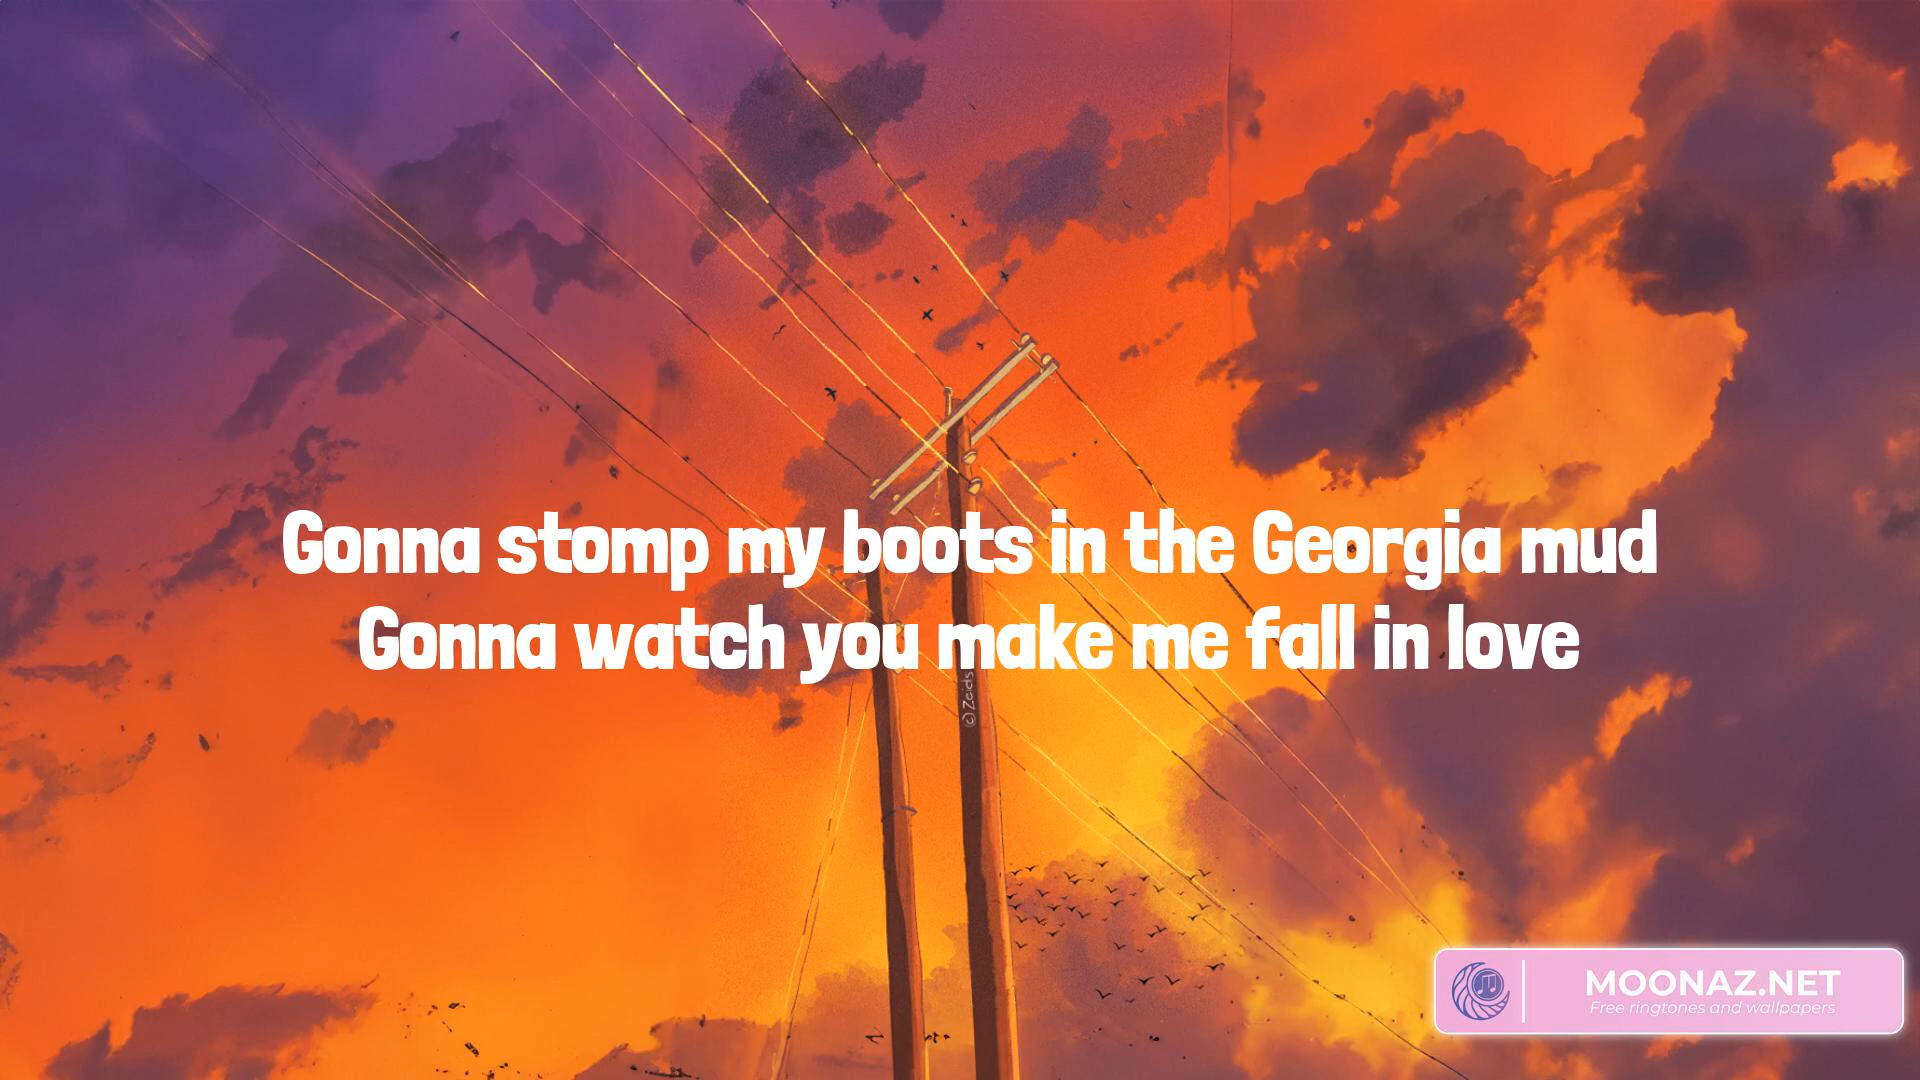 Gonna stomp my boots in the Georgia mud
Gonna watch you make me fall in love
©Zaids
MOONAZ.NET
Free ringtones and wallpapers